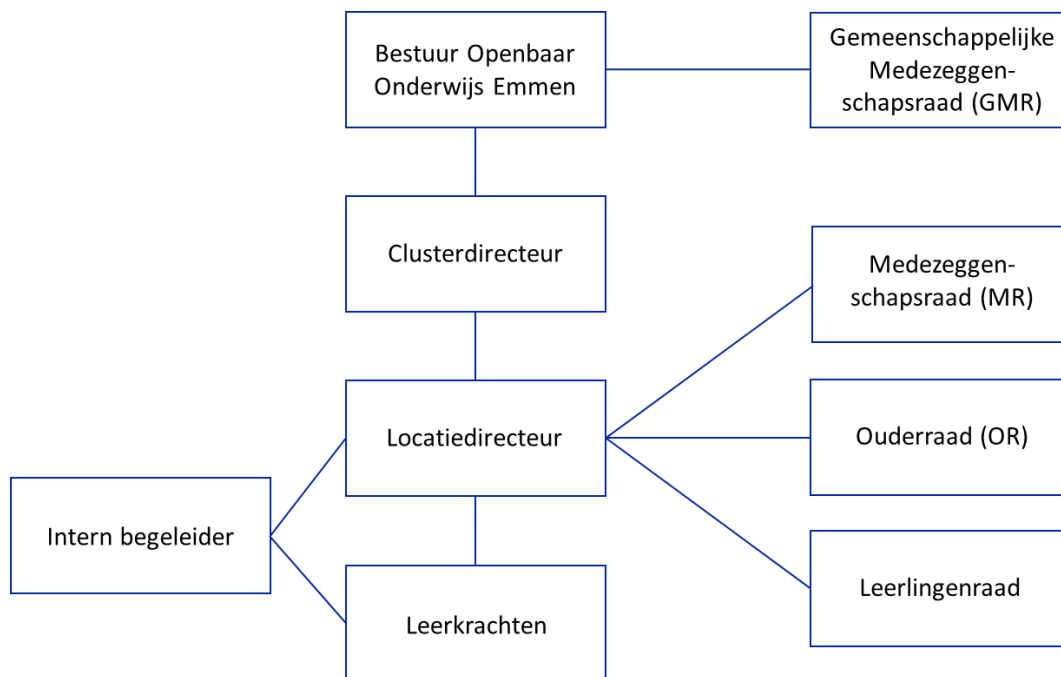 Bestuur Openbaar
Onderwijs Emmen
Gemeenschappelijke
Medezeggen-
schapsraad (GMR)
Clusterdirecteur
Medezeggen-
schapsraad (MR)
Locatiedirecteur
Ouderraad (OR)
Intern begeleider
Leerlingenraad
Leerkrachten